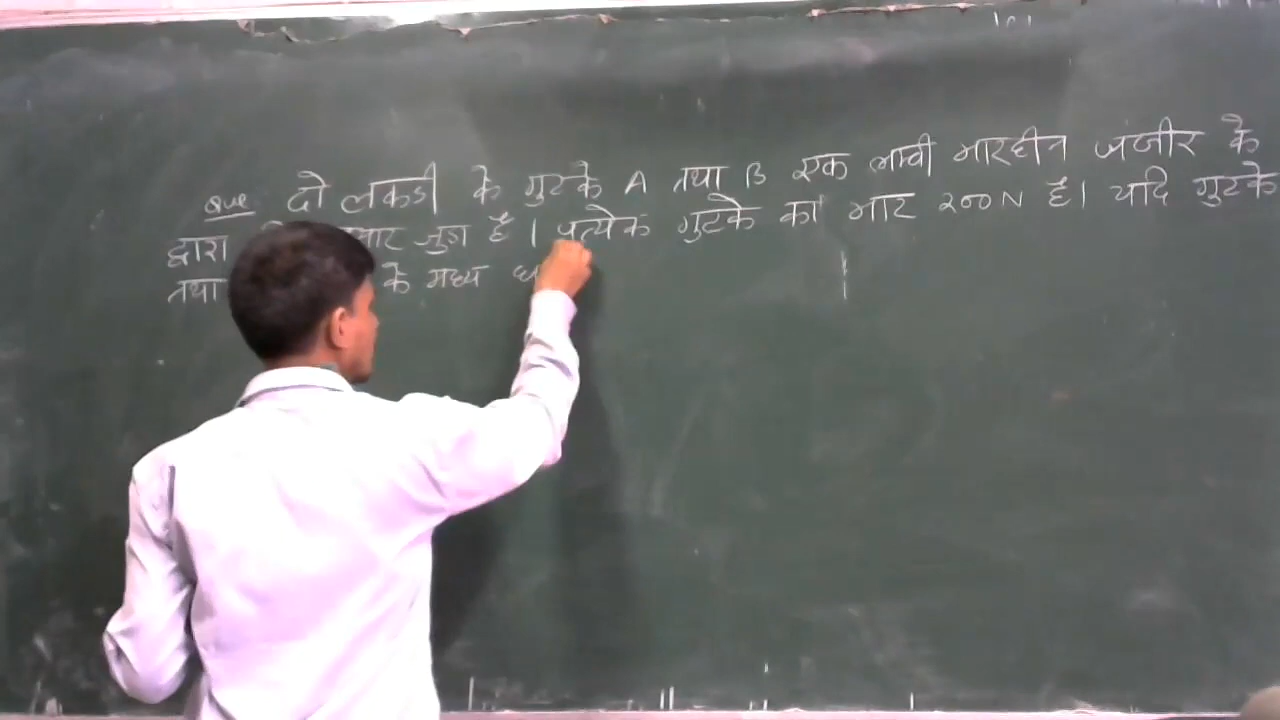 Que दो लकडी के गुटके A तथा B एक लम्बी भारहीन जंजीर के
द्वारा जुडा है । प्रत्येक गुटके का भार 200N है। यदि गुटके
तथा के मध्य